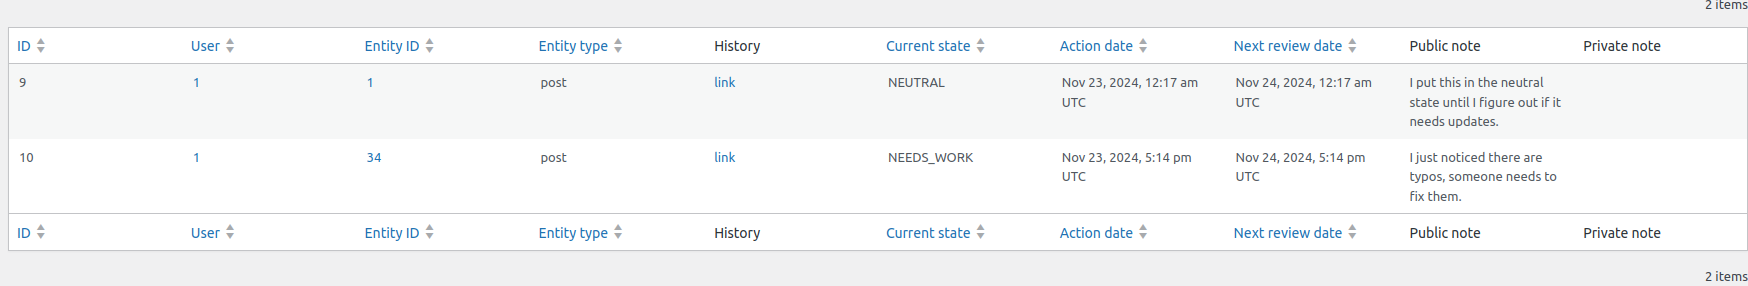 2 items
ID User Entity ID Entity type History Current state Action date Next review date Public note Private note
9 1 1 post link NEUTRAL Nov 23, 2024, 12:17 am Nov 24, 2024, 12:17 am I put this in the neutral
UTC UTC state until I figure out if it
needs updates.
10 1 34 post link NEEDS_WORK Nov 23, 2024, 5:14 pm Nov 24, 2024, 5:14 pm I just noticed there are
UTC UTC typos, someone needs to
fix them.
ID User Entity ID Entity type History Current state Action date Next review date Public note Private note
2 items